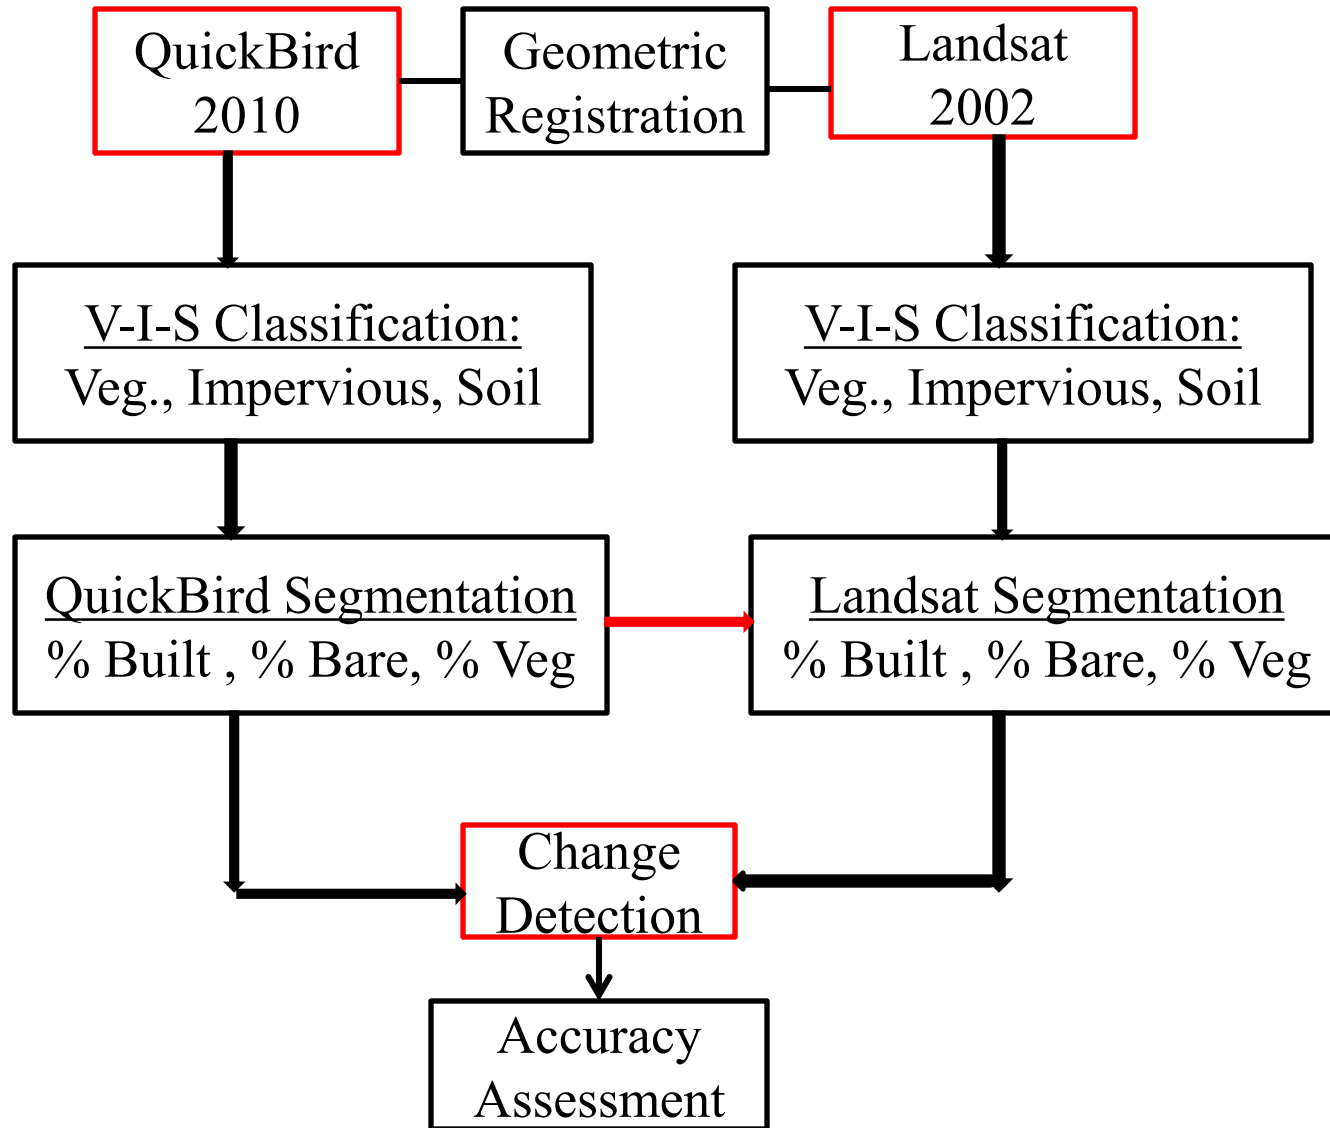 QuickBird
2010
Geometric
Registration
Landsat
2002
V-I-S Classification:
Veg., Impervious, Soil
V-I-S Classification:
Veg., Impervious, Soil
QuickBird Segmentation
% Built , % Bare, % Veg
Landsat Segmentation
% Built , % Bare, % Veg
Change
Detection
Accuracy
Assessment